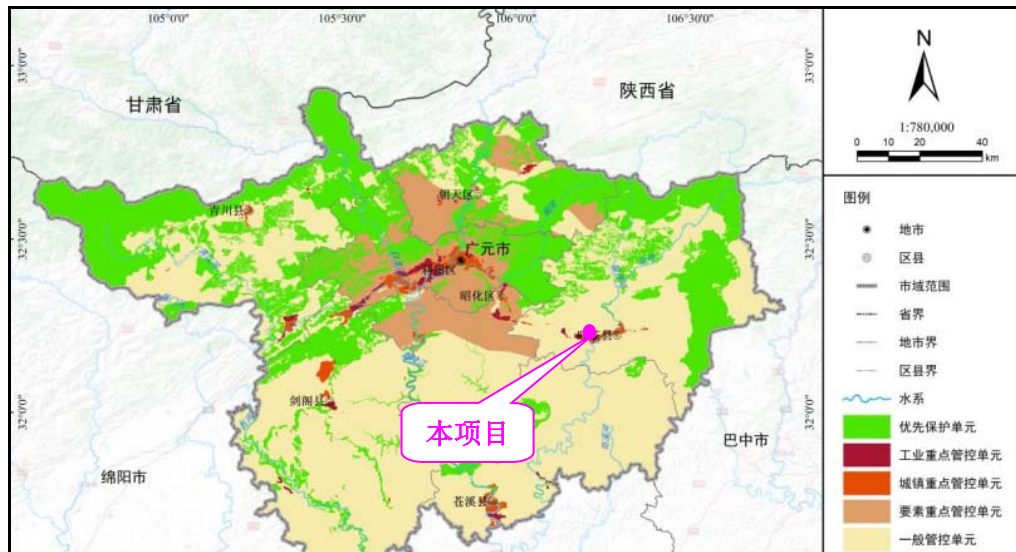 105°0'0"
105°30'0"
106°0'0"
106°30'0"
33°0'0"
33°0'0"
32°30'0"
32°30'0"
32°0'0"
32°0'0"
甘肃省
陕西省
朝天区
青川县
广元市
利州区
昭化区
剑阁县
本项目
巴中市
绵阳市
苍溪县
N
1:780,000
0 10 20 40
km
图例
地市
区县
市域范围
省界
地市界
区县界
水系
优先保护单元
工业重点管控单元
城镇重点管控单元
要素重点管控单元
一般管控单元